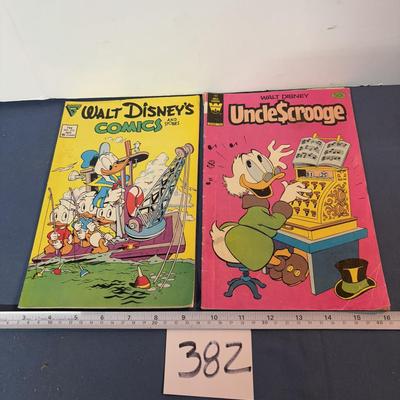 WALT DISNEY'S
COMICS
AND
STORIES
WALT DISNEY
Uncle$crooge
3 4 5 6 7 8 9 10 11 12 13 14 15 16
382